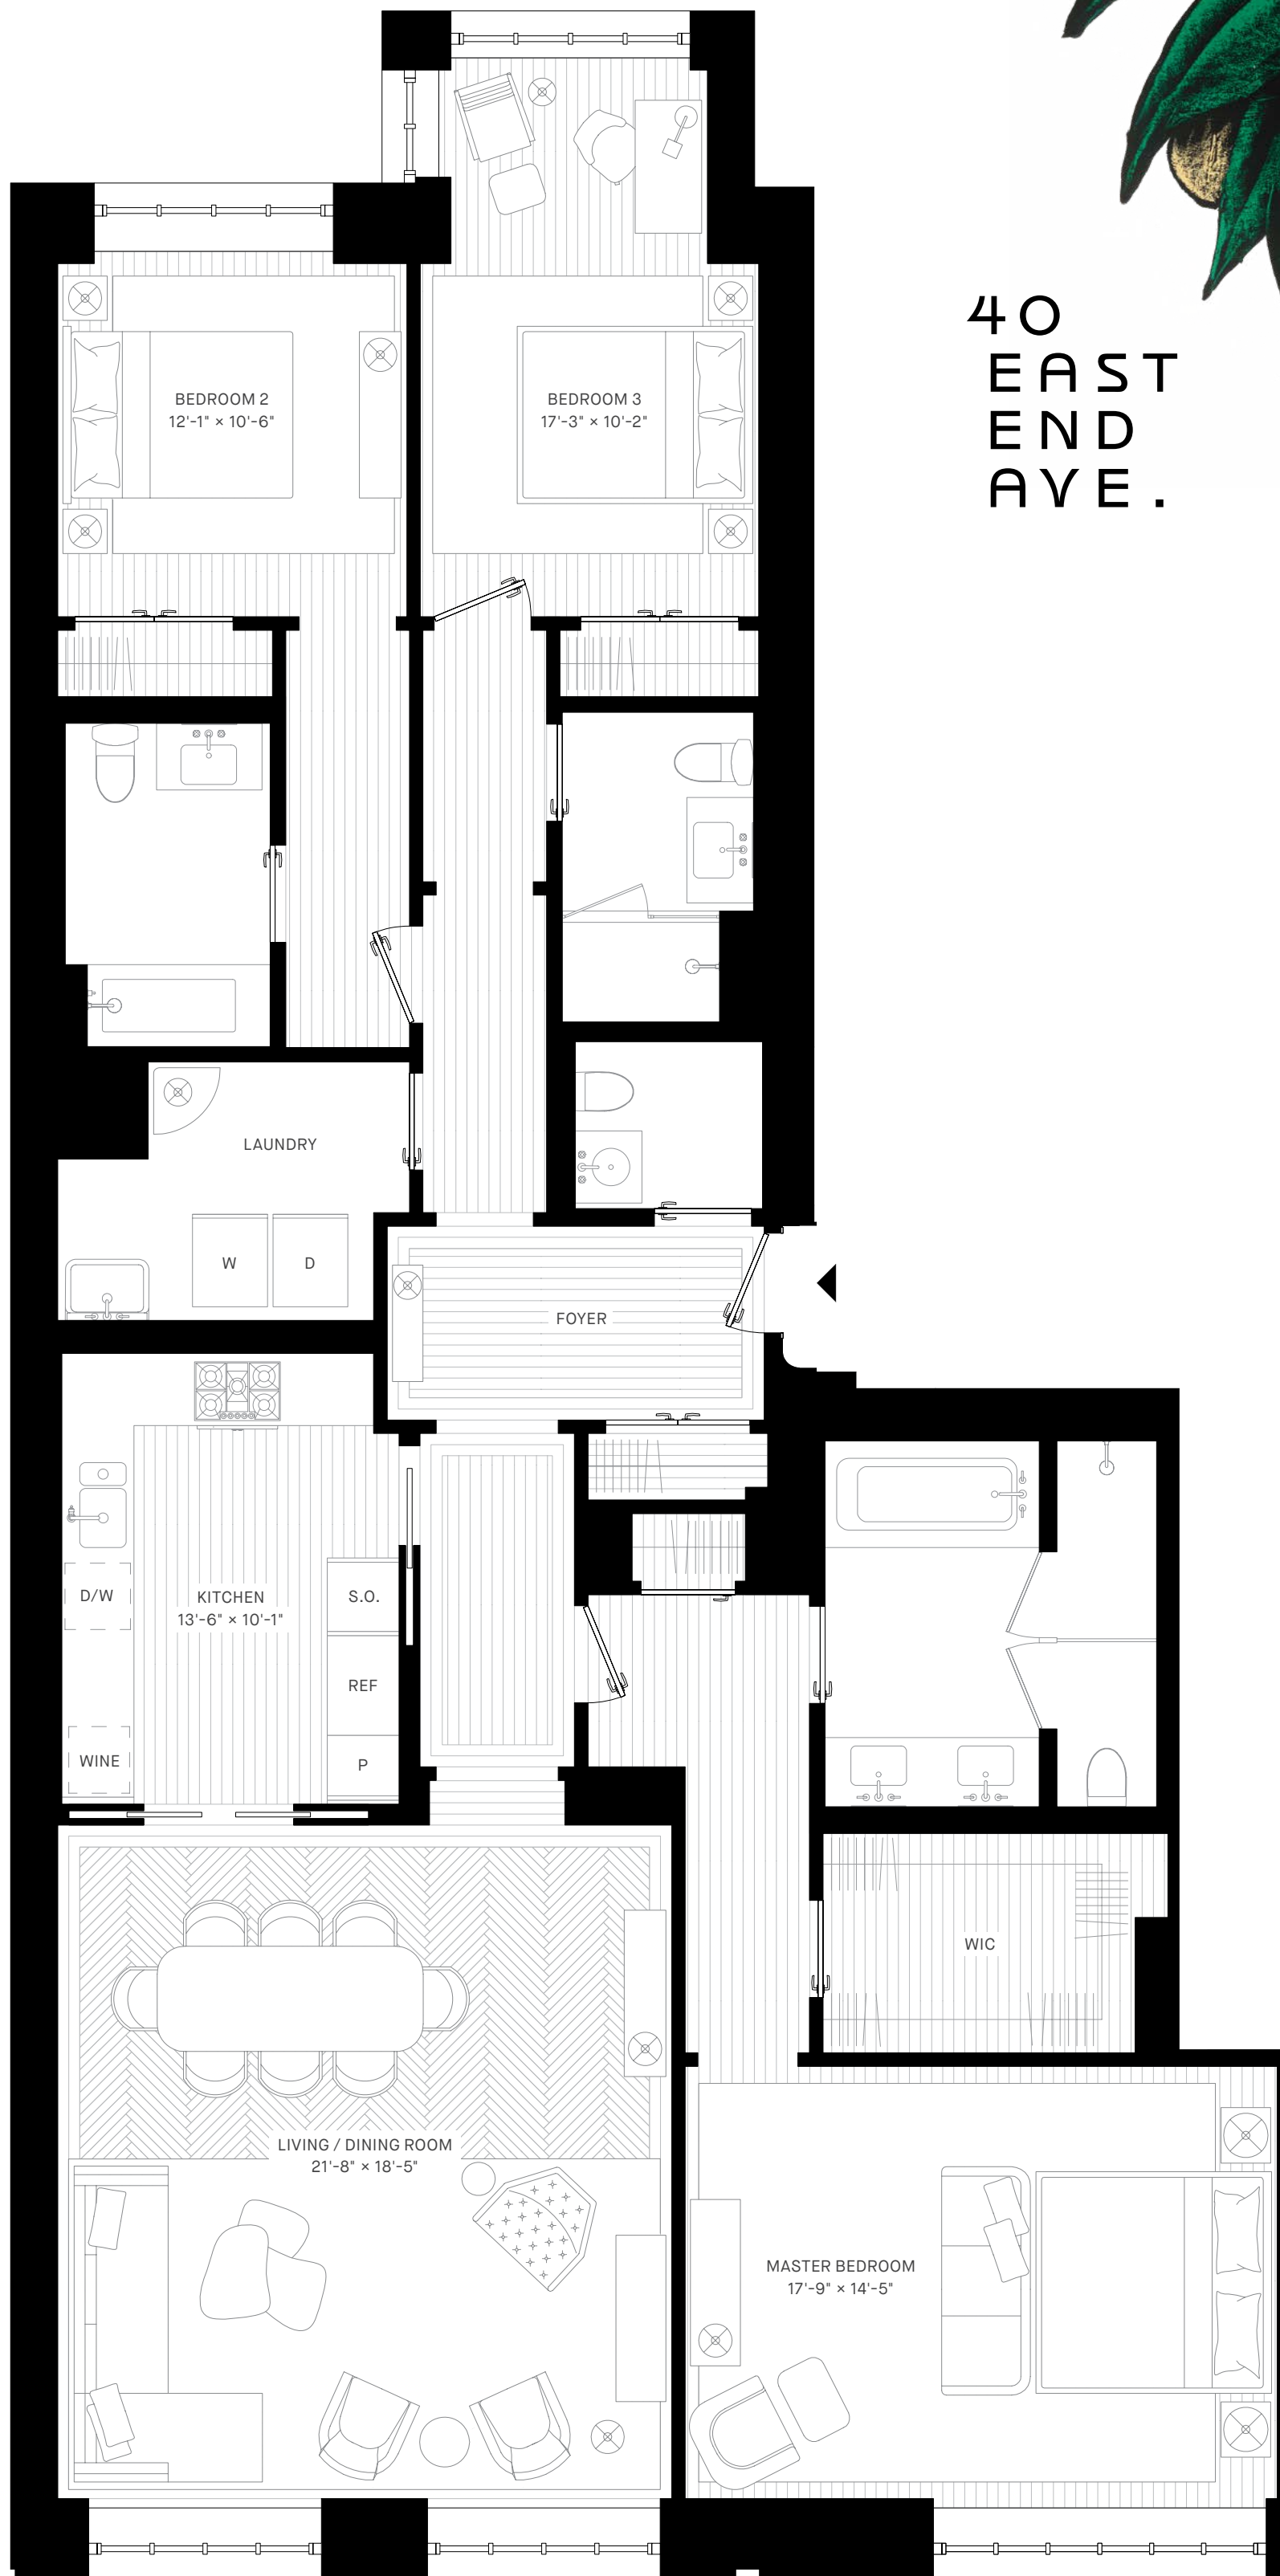 40
EAST
END
AVE.
BEDROOM 2
12'-1" × 10'-6"
BEDROOM 3
17'-3" × 10'-2"
LAUNDRY
W
D
FOYER
D/W
KITCHEN
13'-6" × 10'-1"
S.O.
REF
WINE
P
WIC
LIVING / DINING ROOM
21'-8" × 18'-5"
MASTER BEDROOM
17'-9" × 14'-5"